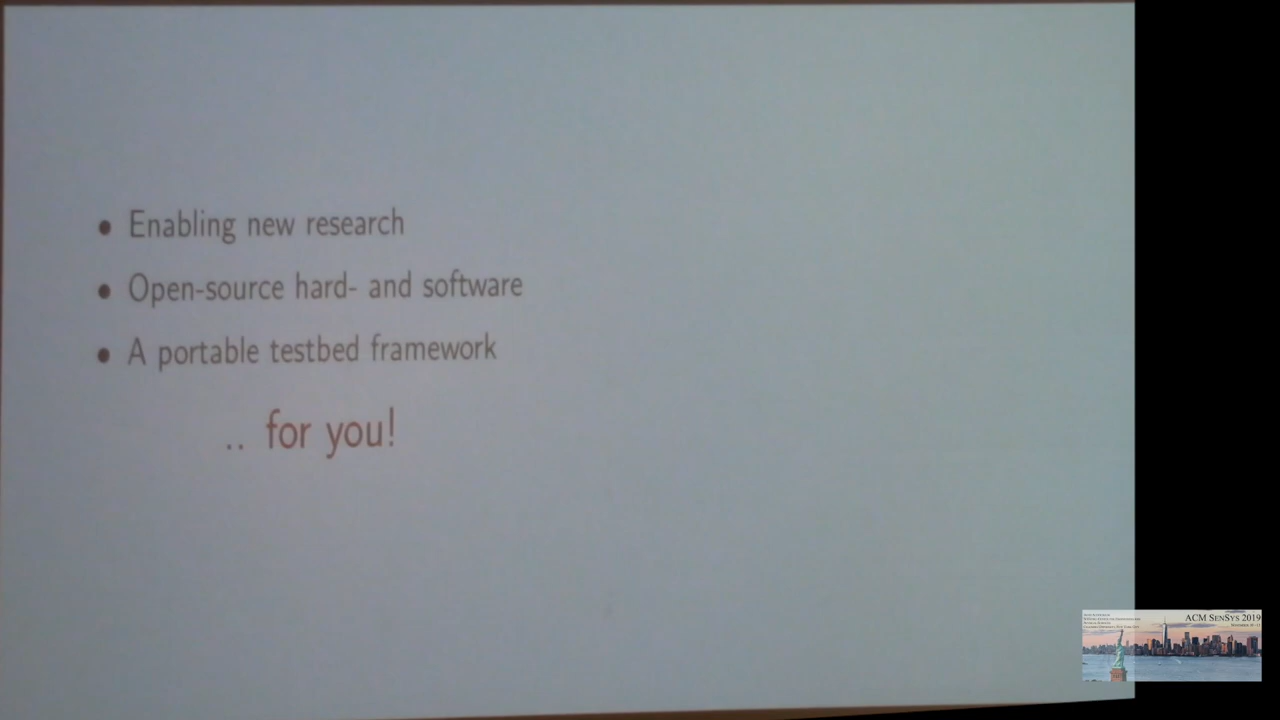 • Enabling new research
• Open-source hard- and software
• A portable testbed framework
.. for you!
ACM SENSYS 2019